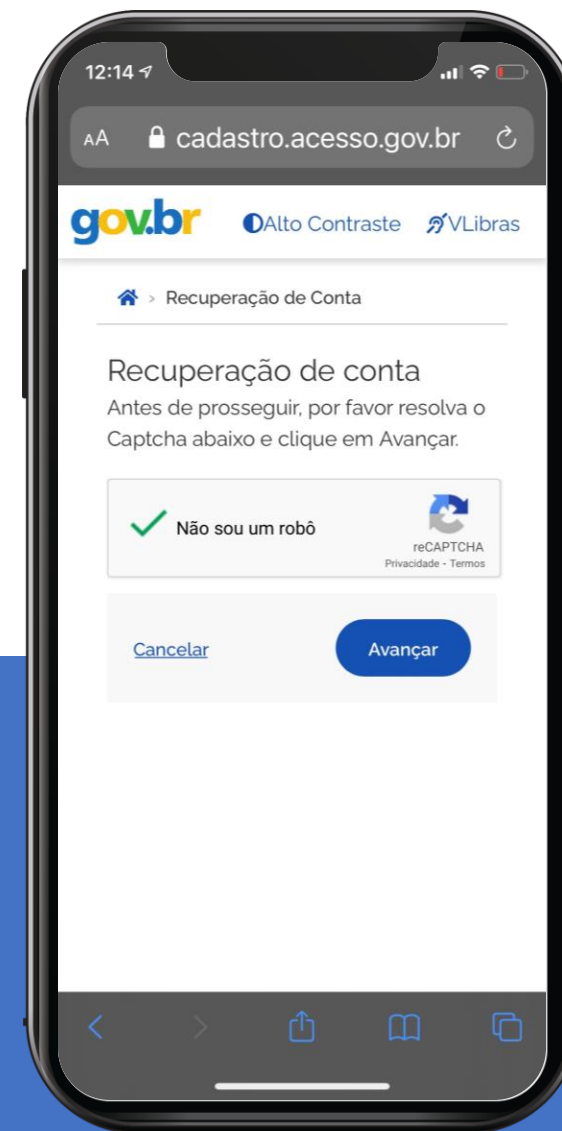 12:14
AA cadastro.acesso.gov.br
gov.br Alto Contraste VLibras
> Recuperação de Conta
Recuperação de conta
Antes de prosseguir, por favor resolva o
Captcha abaixo e clique em Avançar.
Não sou um robô
reCAPTCHA
Privacidade - Termos
Cancelar Avançar